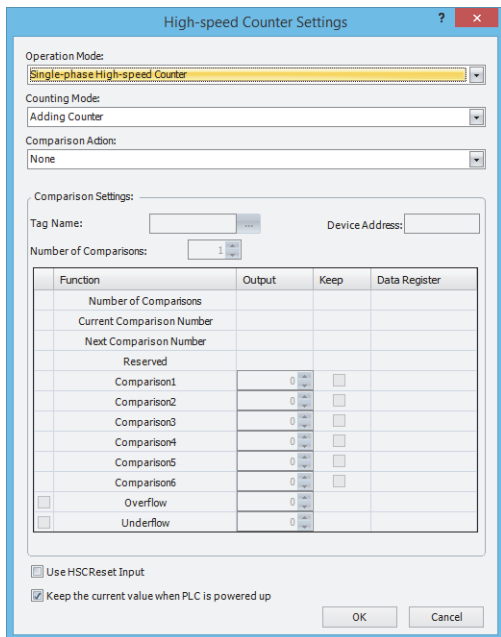 High-speed Counter Settings ? ×
Operation Mode:
Single-phase High-speed Counter
Counting Mode:
Adding Counter
Comparison Action:
None
Comparison Settings:
Tag Name: ... Device Address:
Number of Comparisons: 1
Function Output Keep Data Register
Number of Comparisons
Current Comparison Number
Next Comparison Number
Reserved
Comparison1 0
Comparison2 0
Comparison3 0
Comparison4 0
Comparison5 0
Comparison6 0
Overflow 0
Underflow 0
Use HSCReset Input
Keep the current value when PLC is powered up
OK Cancel